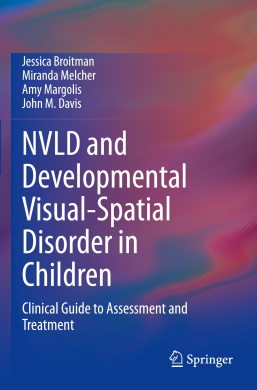 Jessica Broitman
Miranda Melcher
Amy Margolis
John M. Davis
NVLD and
Developmental
Visual-Spatial
Disorder in
Children
Clinical Guide to Assessment and
Treatment
Springer